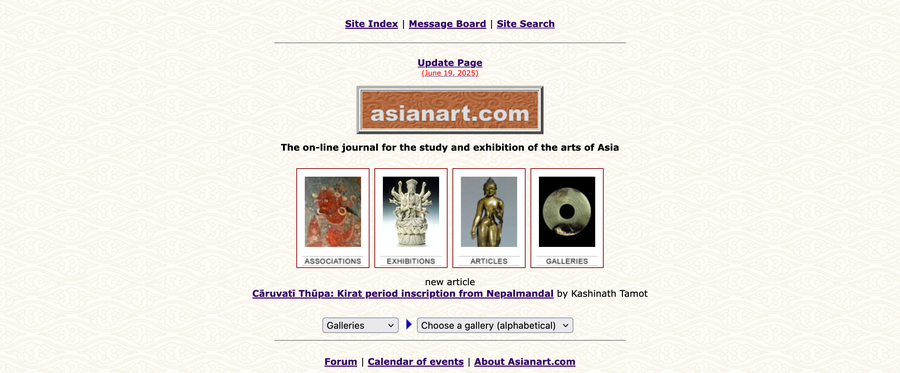 Site Index | Message Board | Site Search
Update Page
(June 19, 2025)
asianart.com
The on-line journal for the study and exhibition of the arts of Asia
ASSOCIATIONS EXHIBITIONS ARTICLES GALLERIES
new article
Cāruvatī Thūpa: Kirat period inscription from Nepalmandal by Kashinath Tamot
Galleries Choose a gallery (alphabetical)
Forum | Calendar of events | About Asianart.com